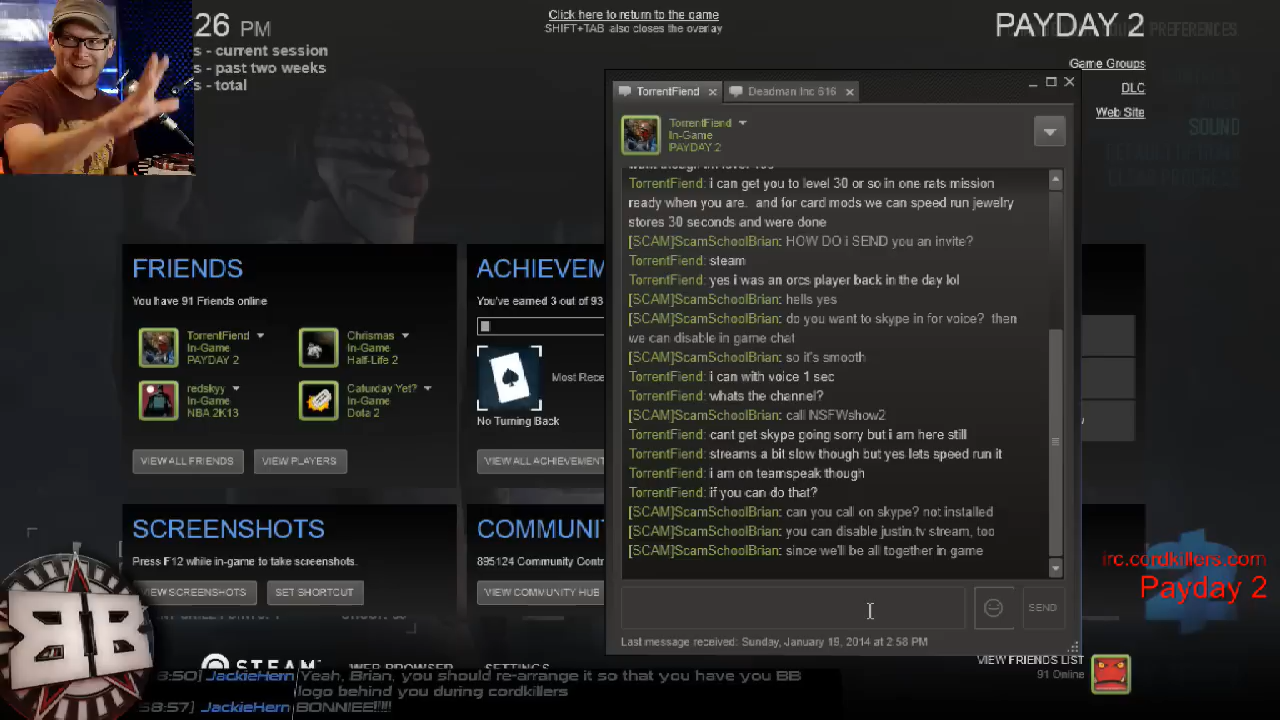 26 PM
s - current session
s - past two weeks
s - total
Click here to return to the game
SHIFT+TAB also closes the overlay
PAYDAY 2
PREFERENCES
Game Groups
DLC
Web Site
SOUND
TorrentFiend
Deadman Inc 616
TorrentFiend
In-Game
PAYDAY 2
TorrentFiend: i can get you to level 30 or so in one rats mission
ready when you are. and for card mods we can speed run jewelry
stores 30 seconds and were done
[SCAM]ScamSchoolBrian: HOW DO i SEND you an invite?
TorrentFiend: steam
TorrentFiend: yes i was an orcs player back in the day lol
[SCAM]ScamSchoolBrian: hells yes
[SCAM]ScamSchoolBrian: do you want to skype in for voice? then
we can disable in game chat
[SCAM]ScamSchoolBrian: so it's smooth
TorrentFiend: i can with voice 1 sec
TorrentFiend: whats the channel?
[SCAM]ScamSchoolBrian: call NSFWshow2
TorrentFiend: cant get skype going sorry but i am here still
TorrentFiend: streams a bit slow though but yes lets speed run it
TorrentFiend: i am on teamspeak though
TorrentFiend: if you can do that?
[SCAM]ScamSchoolBrian: can you call on skype? not installed
[SCAM]ScamSchoolBrian: you can disable justin.tv stream, too
[SCAM]ScamSchoolBrian: since we'll be all together in game
SEND
Last message received: Sunday, January 19, 2014 at 2:58 PM
FRIENDS
You have 91 Friends online
TorrentFiend
In-Game
PAYDAY 2
Chrismas
In-Game
Half-Life 2
redskyy
In-Game
NBA 2K13
Caturday Yet?
In-Game
Dota 2
VIEW ALL FRIENDS
VIEW PLAYERS
ACHIEVEM
You've earned 3 out of 93
Most Rece
No Turning Back
VIEW ALL ACHIEVEMENT
SCREENSHOTS
Press F12 while in-game to take screenshots.
VIEW SCREENSHOTS
SET SHORTCUT
COMMUN
895124 Community Contr
VIEW COMMUNITY HUB
irc.cordkillers.com
Payday 2
BB
STEAM
WEB BROWSER
SETTINGS
VIEW FRIENDS LIST
91 Online
8:50] JackieHern Yeah, Brian, you should re-arrange it so that you have you BB
logo behind you during cordkillers
58:57] JackieHern BONNIEE!!!!